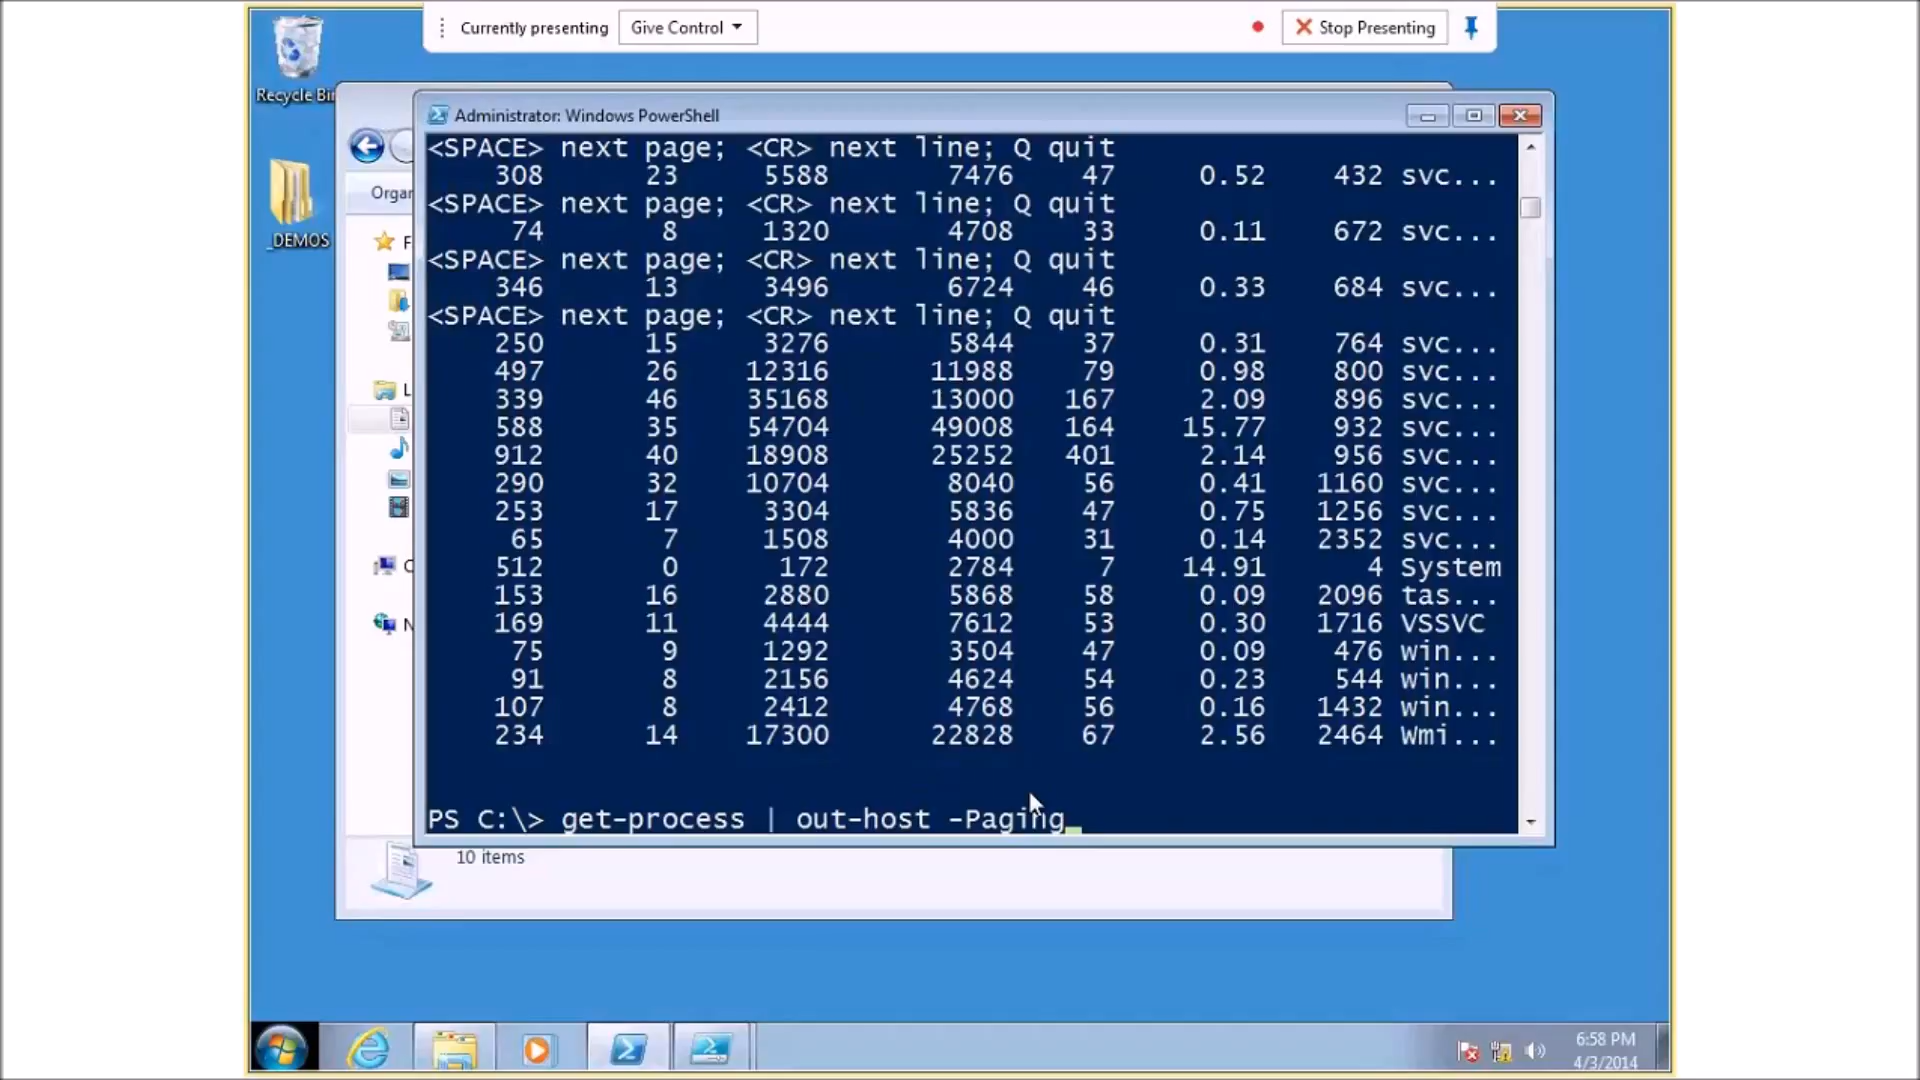 Currently presenting Give Control Stop Presenting
Recycle Bin
Administrator: Windows PowerShell
<SPACE> next page; <CR> next line; Q quit
308 23 5588 7476 47 0.52 432 svc...
<SPACE> next page; <CR> next line; Q quit
74 8 1320 4708 33 0.11 672 svc...
<SPACE> next page; <CR> next line; Q quit
346 13 3496 6724 46 0.33 684 svc...
<SPACE> next page; <CR> next line; Q quit
250 15 3276 5844 37 0.31 764 svc...
497 26 12316 11988 79 0.98 800 svc...
339 46 35168 13000 167 2.09 896 svc...
588 35 54704 49008 164 15.77 932 svc...
912 40 18908 25252 401 2.14 956 svc...
290 32 10704 8040 56 0.41 1160 svc...
253 17 3304 5836 47 0.75 1256 svc...
65 7 1508 4000 31 0.14 2352 svc...
512 0 172 2784 7 14.91 4 System
153 16 2880 5868 58 0.09 2096 tas...
169 11 4444 7612 53 0.30 1716 VSSVC
75 9 1292 3504 47 0.09 476 win...
91 8 2156 4624 54 0.23 544 win...
107 8 2412 4768 56 0.16 1432 win...
234 14 17300 22828 67 2.56 2464 Wmi...
PS C:\> get-process | out-host -Paging_
_DEMOS
Organ
F
L
C
N
10 items
6:58 PM
4/3/2014